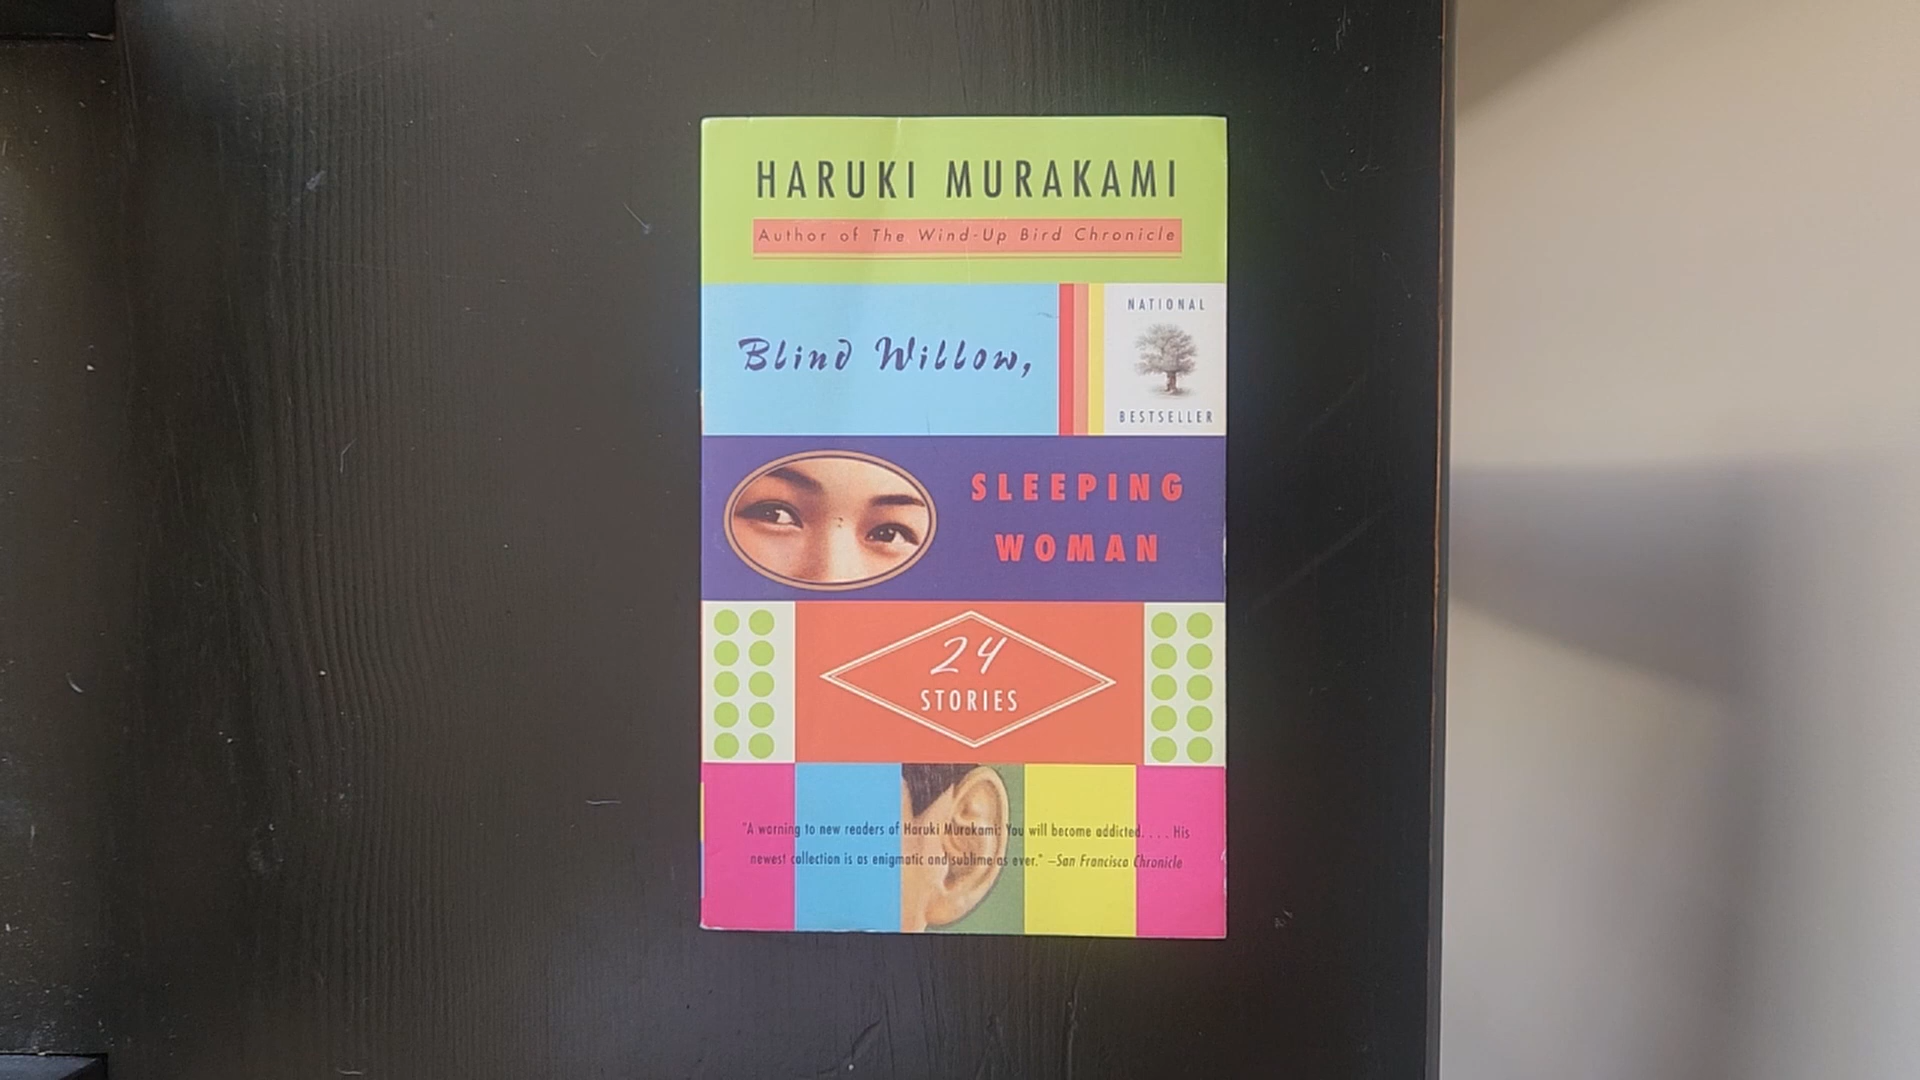 HARUKI MURAKAMI
Author of The Wind-Up Bird Chronicle
Blind Willow,
NATIONAL
BESTSELLER
SLEEPING
WOMAN
24
STORIES
"A warning to new readers of Haruki Murakami: You will become addicted. . . . His
newest collection is as enigmatic and sublime as ever." —San Francisco Chronicle